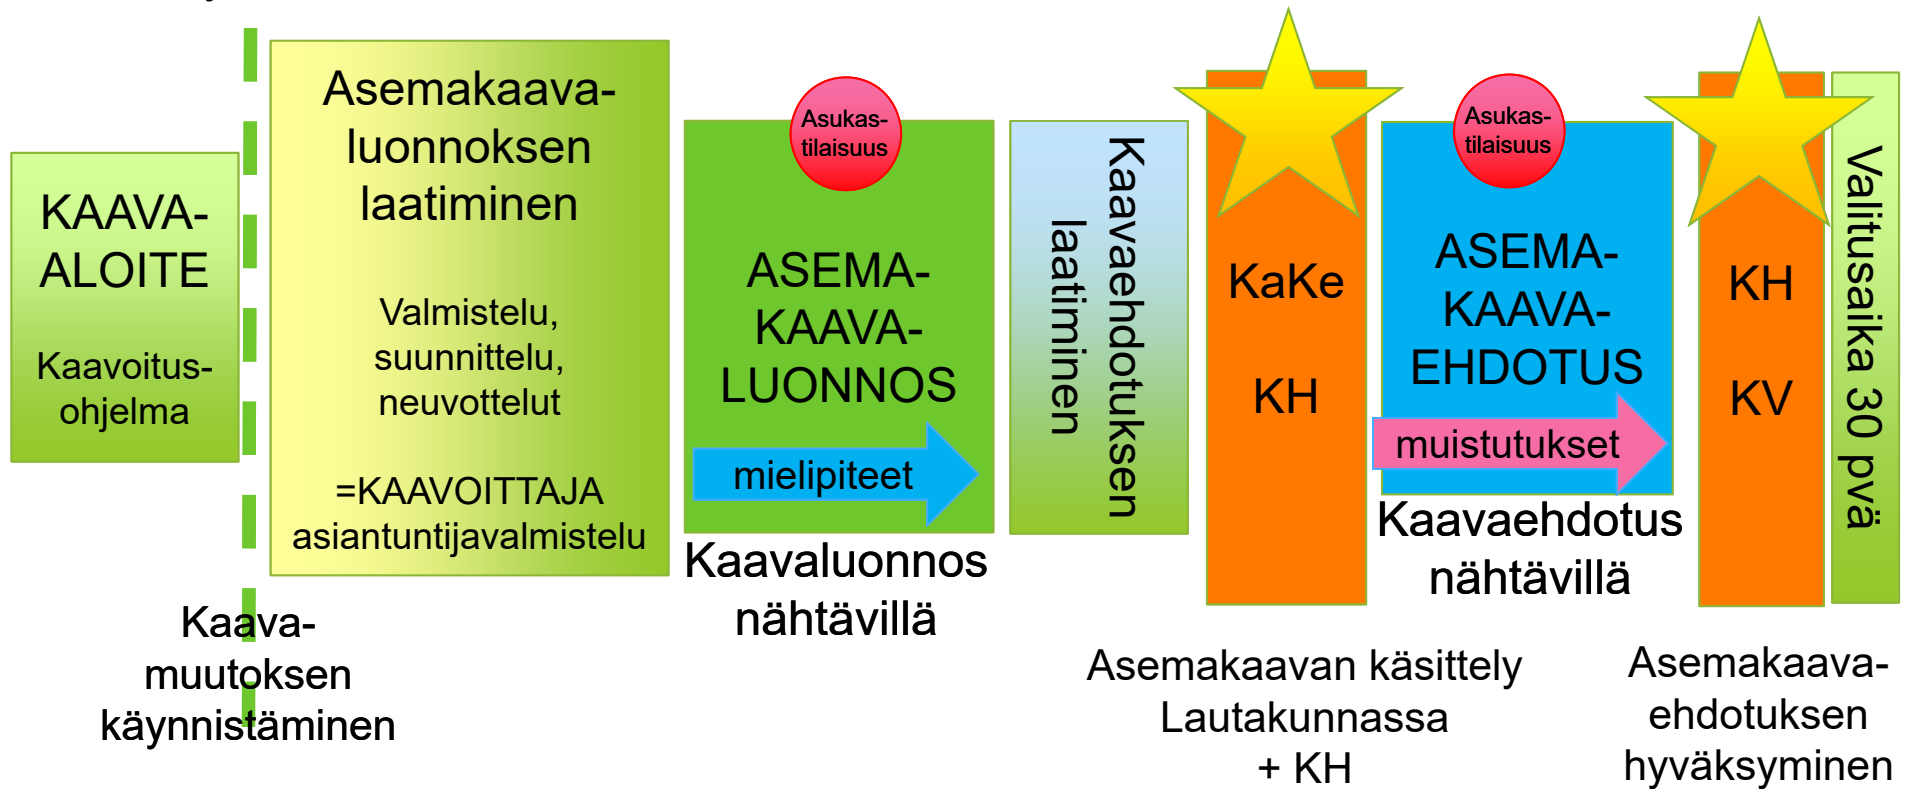 KAAVA-
ALOITE
Kaavoitus-
ohjelma
Kaava-
muutoksen
käynnistäminen
Asemakaava-
luonnoksen
laatiminen
Valmistelu,
suunnittelu,
neuvottelut
=KAAVOITTAJA
asiantuntijavalmistelu
Asukas-
tilaisuus
ASEMA-
KAAVA-
LUONNOS
mielipiteet
Kaavaluonnos
nähtävillä
Kaavaehdotuksen
laatiminen
KaKe
KH
Asemakaavan käsittely
Lautakunnassa
+ KH
Asukas-
tilaisuus
ASEMA-
KAAVA-
EHDOTUS
muistutukset
Kaavaehdotus
nähtävillä
KH
KV
Asemakaava-
ehdotuksen
hyväksyminen
Valitusaika 30 pvä